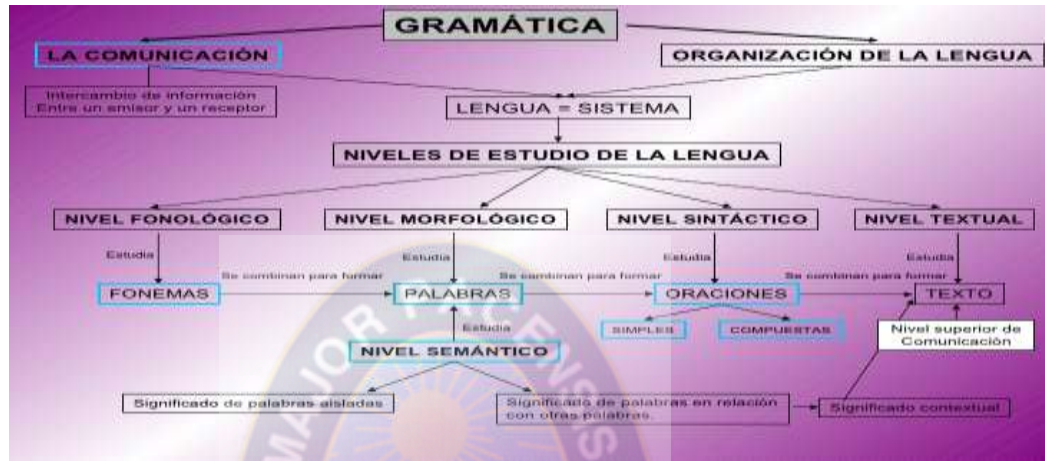 GRAMÁTICA
LA COMUNICACIÓN
ORGANIZACIÓN DE LA LENGUA
Intercambio de información
Entre un emisor y un receptor
LENGUA = SISTEMA
NIVELES DE ESTUDIO DE LA LENGUA
NIVEL FONOLÓGICO
NIVEL MORFOLÓGICO
NIVEL SINTÁCTICO
NIVEL TEXTUAL
Estudia
Estudia
Estudia
Estudia
Se combinan para formar
Se combinan para formar
Se combinan para formar
FONEMAS
PALABRAS
ORACIONES
TEXTO
Estudia
SIMPLES
COMPUESTAS
Nivel superior de
Comunicación
NIVEL SEMÁNTICO
Significado de palabras aisladas
Significado de palabras en relación
con otras palabras.
Significado contextual
MAJOR PACENSIS